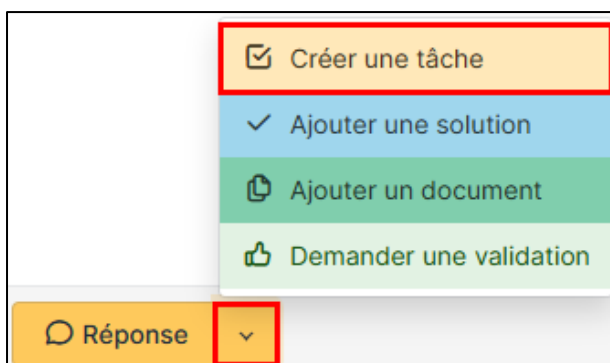 Créer une tâche
Ajouter une solution
Ajouter un document
Demander une validation
Réponse